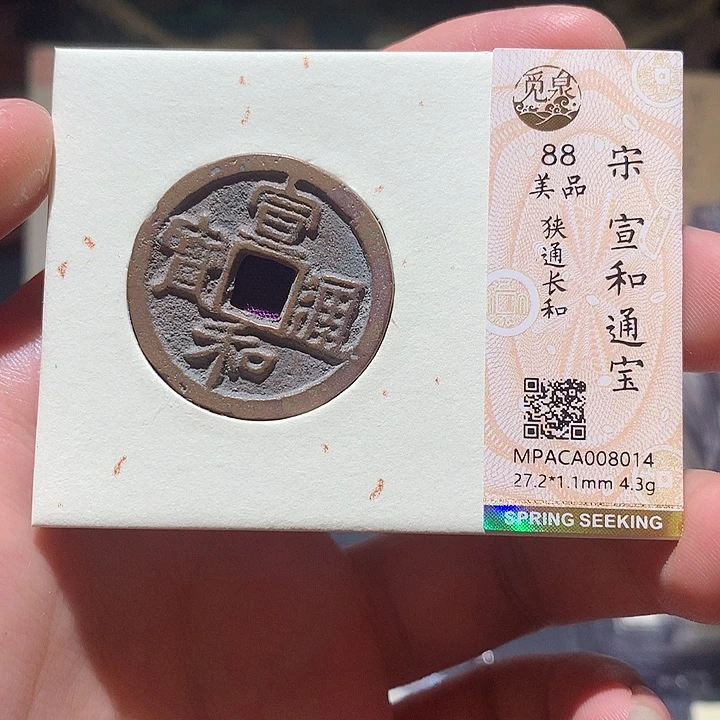 宣
和
通
寳
觅泉
宋 宣和通宝
88
美品
狭通长和
MPACA008014
27.2*1.1mm 4.3g
SPRING SEEKING